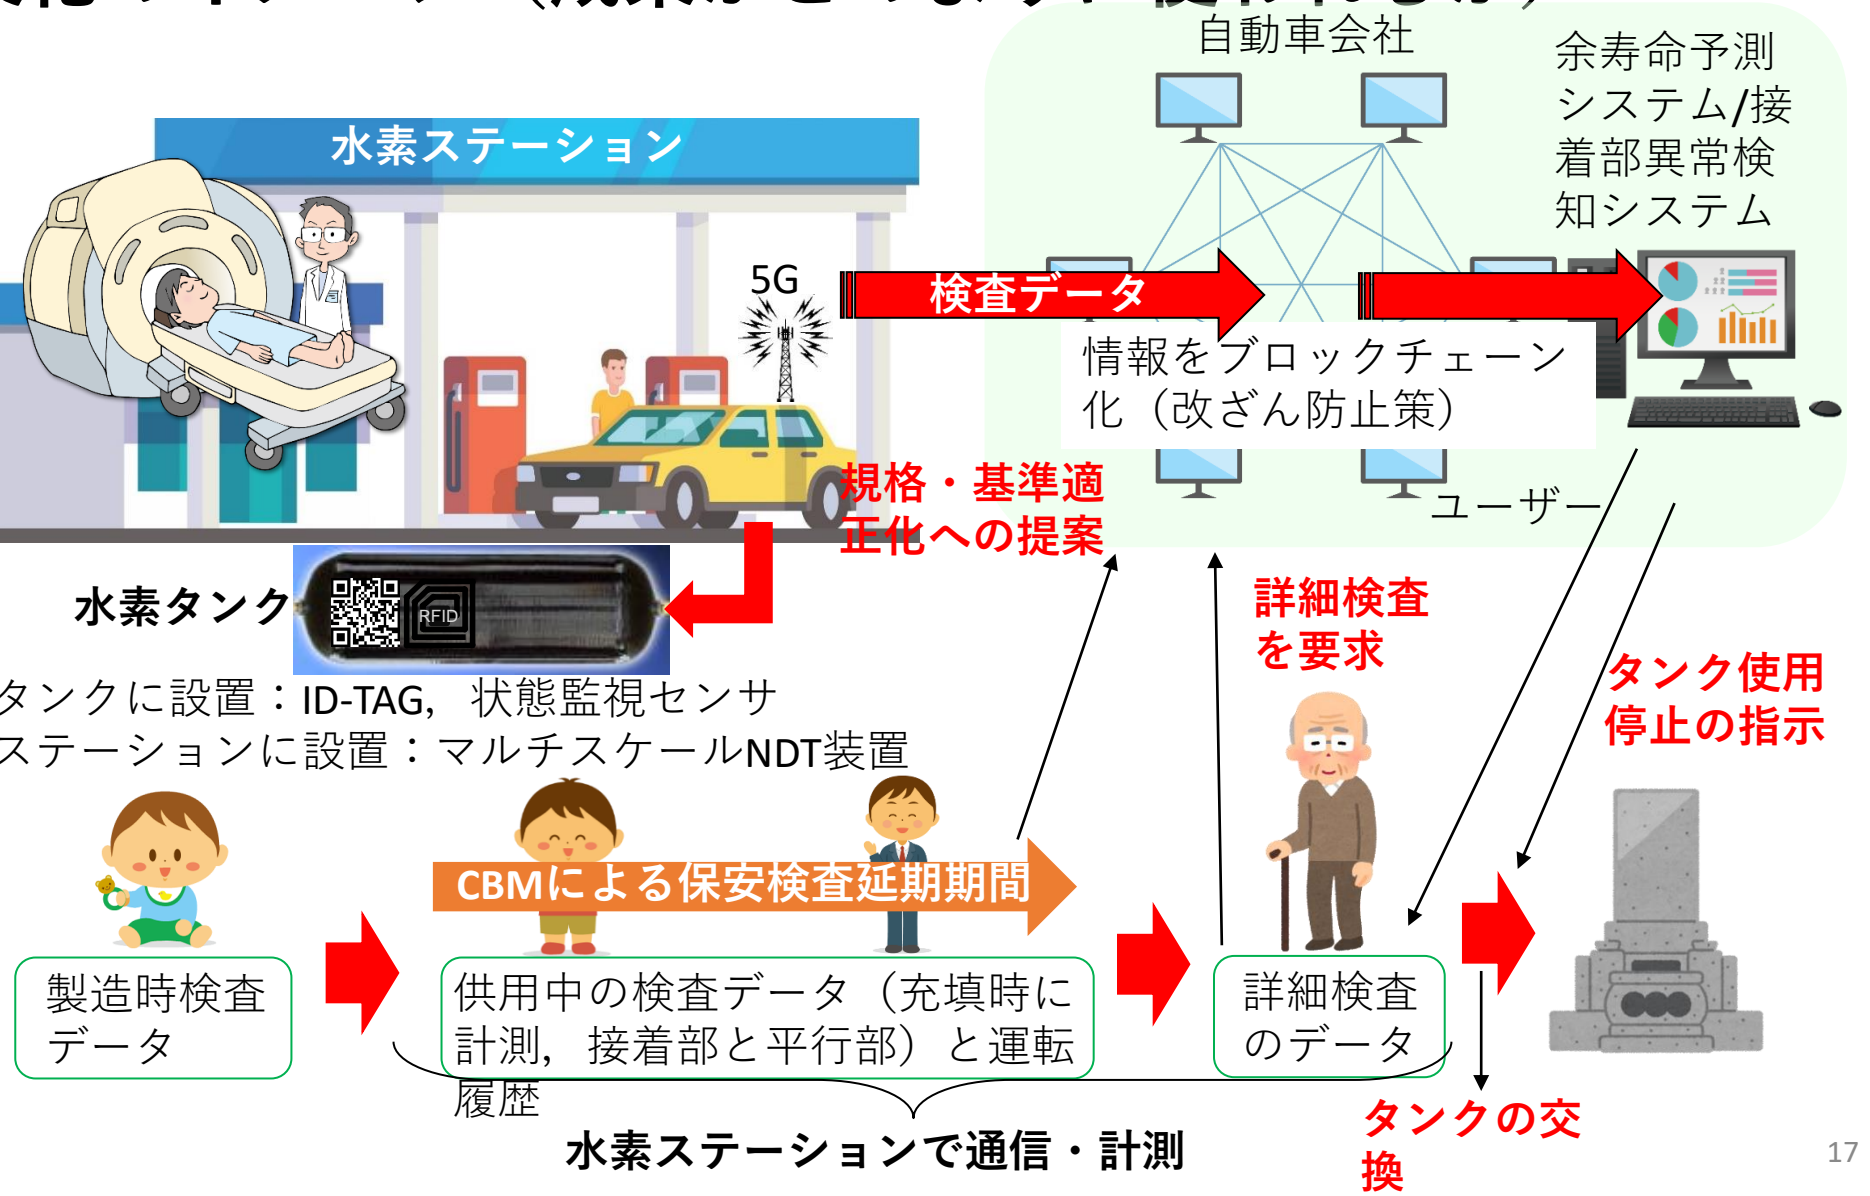 自動車会社
余寿命予測
システム/接
着部異常検
知システム
水素ステーション
5G
検査データ
情報をブロックチェーン
化（改ざん防止策）
ユーザー
規格・基準適
正化への提案
水素タンク
RFID
詳細検査
を要求
タンク使用
停止の指示
タンクに設置：ID-TAG，状態監視センサ
ステーションに設置：マルチスケールNDT装置
CBMによる保安検査延期期間
製造時検査
データ
供用中の検査データ（充填時に
計測，接着部と平行部）と運転
履歴
詳細検査
のデータ
水素ステーションで通信・計測
タンクの交
換
17